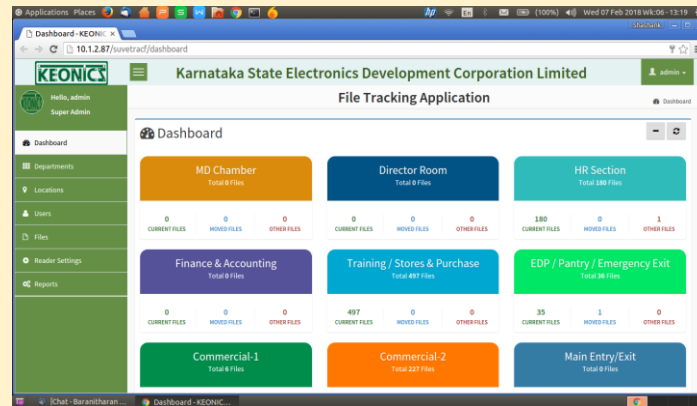 Applications Places (100%) Wed 07 Feb 2018 Wk:06 - 13:19
En
Dashboard - KEONIC ×
Shashank
10.1.2.87/suvetracf/dashboard
KEONICS
Karnataka State Electronics Development Corporation Limited
admin
Hello, admin
Super Admin
File Tracking Application
Dashboard
Dashboard
Departments
Locations
Users
Files
Reader Settings
Reports
Dashboard
MD Chamber
Total 0 Files
0 0 0
CURRENT FILES MOVED FILES OTHER FILES
Director Room
Total 0 Files
0 0 0
CURRENT FILES MOVED FILES OTHER FILES
HR Section
Total 180 Files
180 0 1
CURRENT FILES MOVED FILES OTHER FILES
Finance & Accounting
Total 0 Files
0 0 0
CURRENT FILES MOVED FILES OTHER FILES
Training / Stores & Purchase
Total 497 Files
497 0 0
CURRENT FILES MOVED FILES OTHER FILES
EDP / Pantry / Emergency Exit
Total 36 Files
35 1 0
CURRENT FILES MOVED FILES OTHER FILES
Commercial-1
Total 6 Files
Commercial-2
Total 227 Files
Main Entry/Exit
Total 0 Files
[Chat - Baranitharan ... Dashboard - KEONIC...